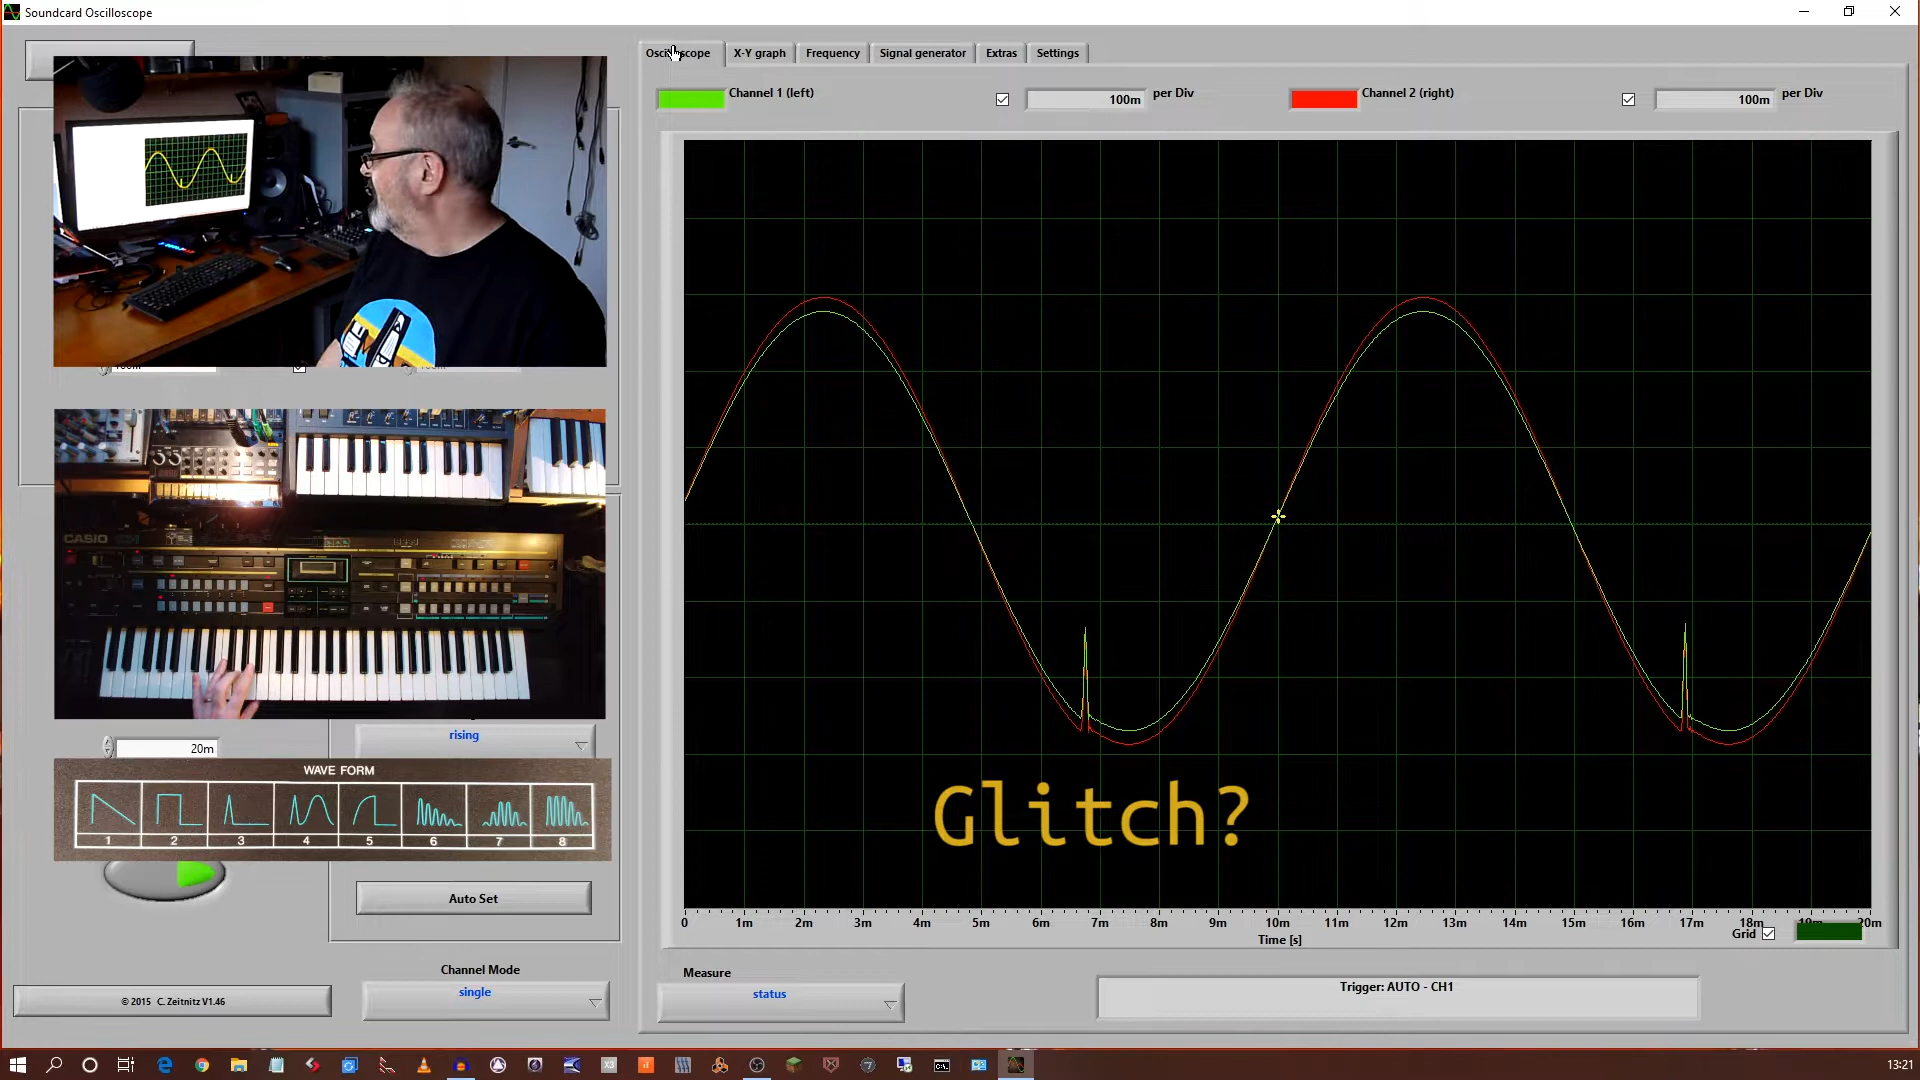 Soundcard Oscilloscope
X-Y graph
Frequency
Signal generator
Extras
Settings
Channel 1 (left)
100m
per Div
Channel 2 (right)
100m
per Div
CASIO
rising
20m
WAVE FORM
1 2 3 4 5 6 7 8
Auto Set
Glitch?
0 1m 2m 3m 4m 5m 6m 7m 8m 9m 10m 11m 12m 13m 14m 15m 16m 17m 18m 19m 20m
Time [s]
Grid
Channel Mode
single
© 2015 C. Zeitnitz V1.46
Measure
status
Trigger: AUTO - CH1
13:21